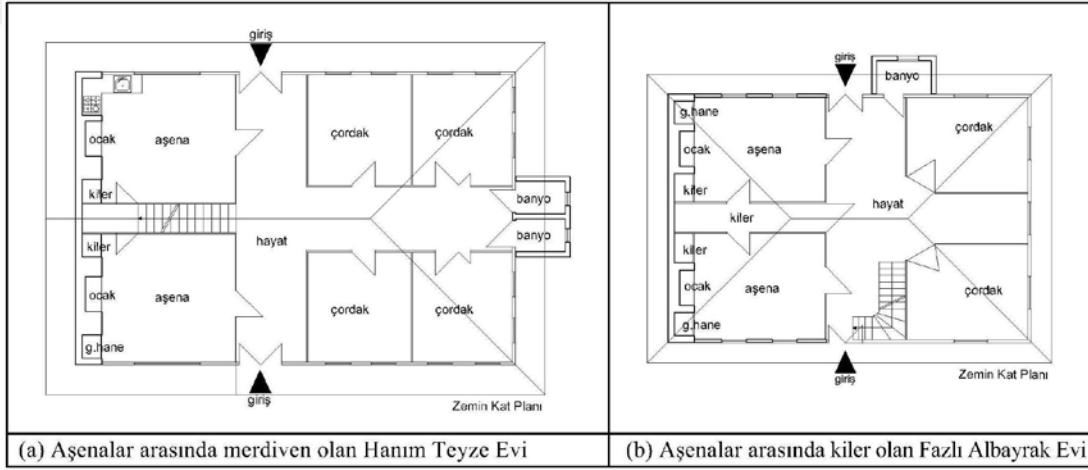 giriş
ocak
aşena
çordak
çordak
kiler
banyo
hayat
banyo
kiler
ocak
aşena
çordak
çordak
g.hane
giriş
Zemin Kat Planı
(a) Aşenalar arasında merdiven olan Hanım Teyze Evi
giriş
banyo
g.hane
çordak
ocak
aşena
kiler
hayat
kiler
kiler
ocak
aşena
çordak
g.hane
giriş
Zemin Kat Planı
(b) Aşenalar arasında kiler olan Fazlı Albayrak Evi